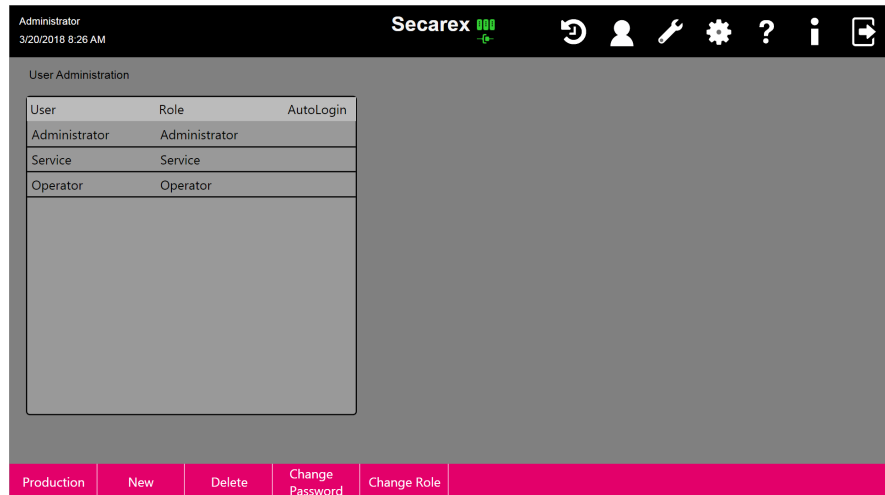 Administrator
3/20/2018 8:26 AM
Secarex
?
i
User Administration
User Role AutoLogin
Administrator Administrator
Service Service
Operator Operator
Production New Delete Change Password Change Role